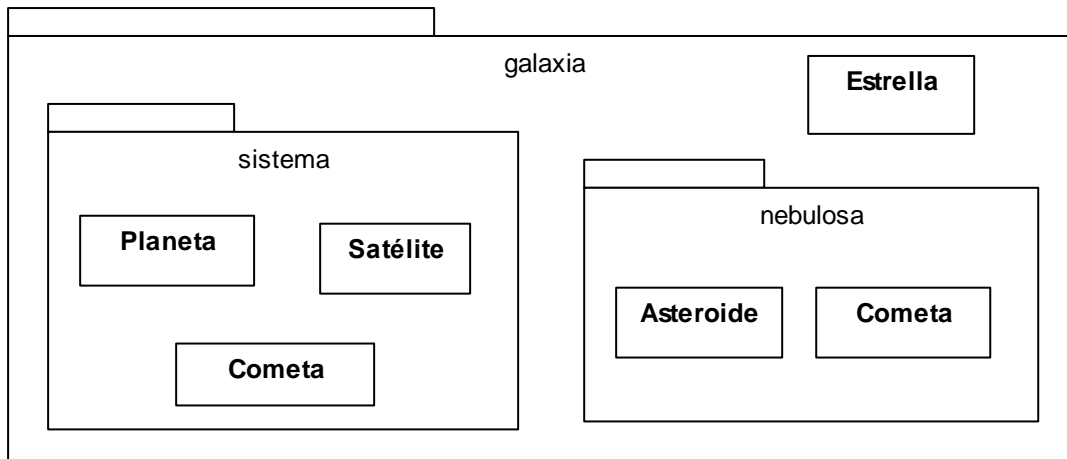 galaxia
Estrella
sistema
Planeta
Satélite
Cometa
nebulosa
Asteroide
Cometa